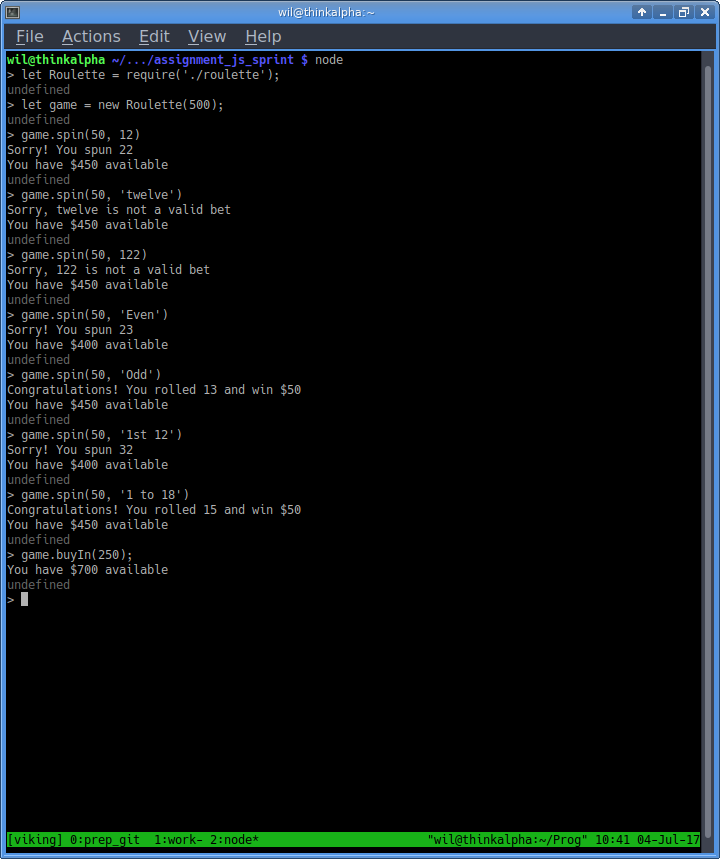 wil@thinkalpha:~
File Actions Edit View Help
wil@thinkalpha ~/.../assignment_js_sprint $ node
> let Roulette = require('./roulette');
undefined
> let game = new Roulette(500);
undefined
> game.spin(50, 12)
Sorry! You spun 22
You have $450 available
undefined
> game.spin(50, 'twelve')
Sorry, twelve is not a valid bet
You have $450 available
undefined
> game.spin(50, 122)
Sorry, 122 is not a valid bet
You have $450 available
undefined
> game.spin(50, 'Even')
Sorry! You spun 23
You have $400 available
undefined
> game.spin(50, 'Odd')
Congratulations! You rolled 13 and win $50
You have $450 available
undefined
> game.spin(50, '1st 12')
Sorry! You spun 32
You have $400 available
undefined
> game.spin(50, '1 to 18')
Congratulations! You rolled 15 and win $50
You have $450 available
undefined
> game.buyIn(250);
You have $700 available
undefined
>
[viking] 0:prep_git  1:work- 2:node* "wil@thinkalpha:~/Prog" 10:41 04-Jul-17